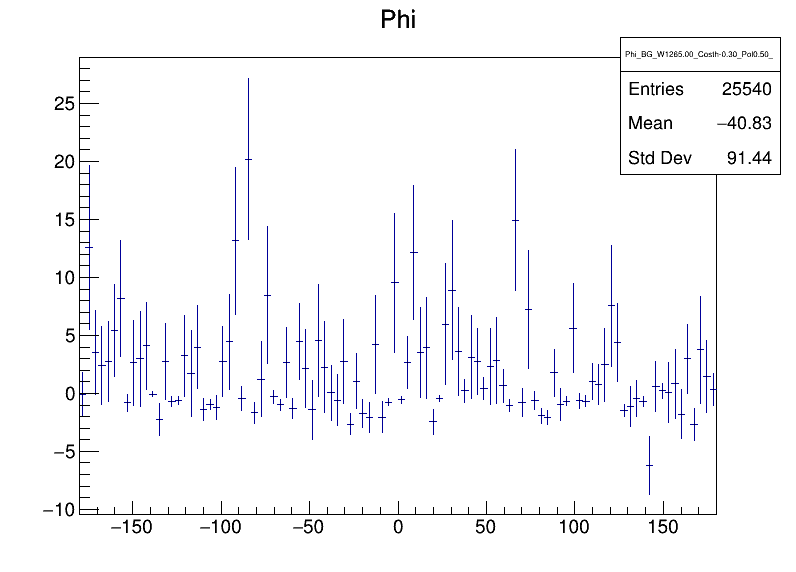 Phi
Phi_BG_W1265.00_Costh-0.30_Pol0.50_
Entries 25540
Mean −40.83
Std Dev 91.44
25
20
15
10
5
0
−5
−10
−150 −100 −50 0 50 100 150